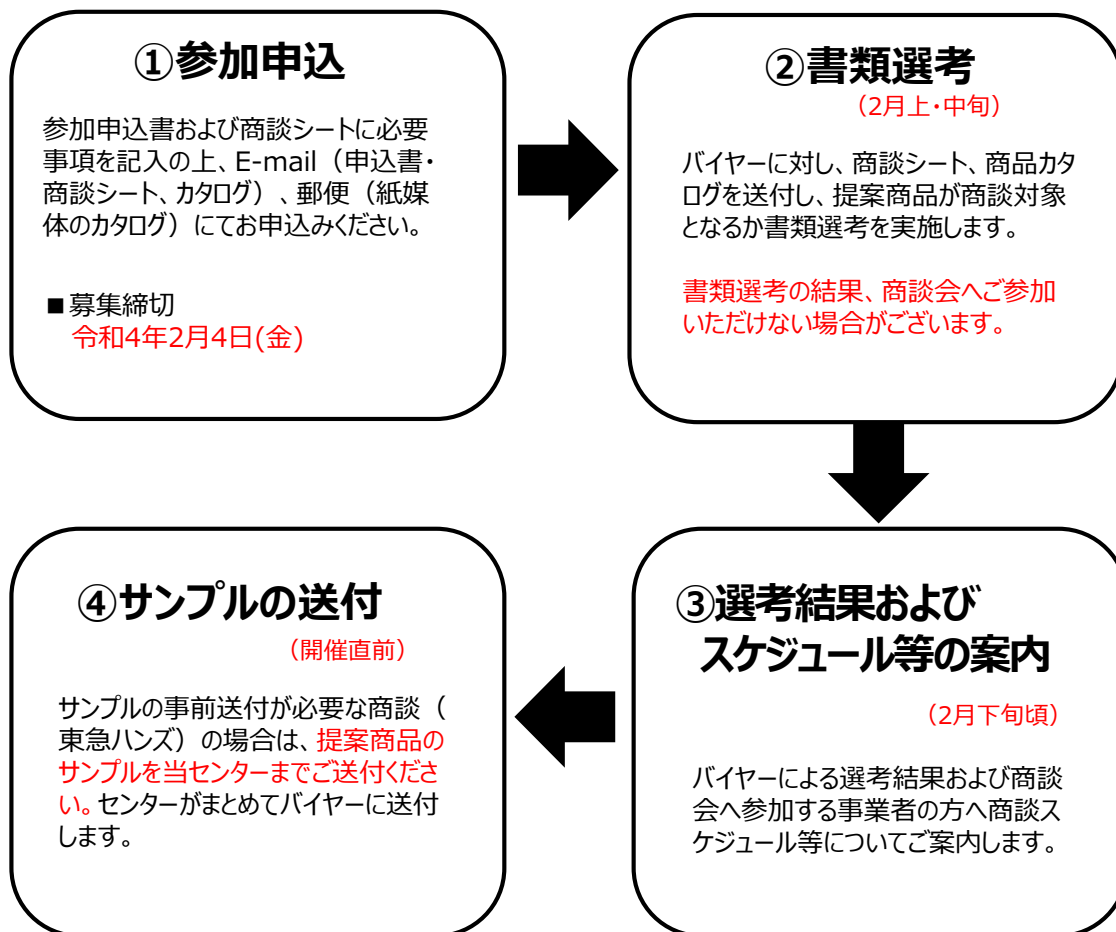 ①参加申込
参加申込書および商談シートに必要
事項を記入の上、E-mail（申込書・
商談シート、カタログ）、郵便（紙媒
体のカタログ）にてお申込みください。
■募集締切
令和4年2月4日(金)
②書類選考
（2月上・中旬）
バイヤーに対し、商談シート、商品カタ
ログを送付し、提案商品が商談対象
となるか書類選考を実施します。
書類選考の結果、商談会へご参加
いただけない場合がございます。
③選考結果および
スケジュール等の案内
（2月下旬頃）
バイヤーによる選考結果および商談
会へ参加する事業者の方へ商談ス
ケジュール等についてご案内します。
④サンプルの送付
（開催直前）
サンプルの事前送付が必要な商談（
東急ハンズ）の場合は、提案商品の
サンプルを当センターまでご送付くださ
い。センターがまとめてバイヤーに送付
します。